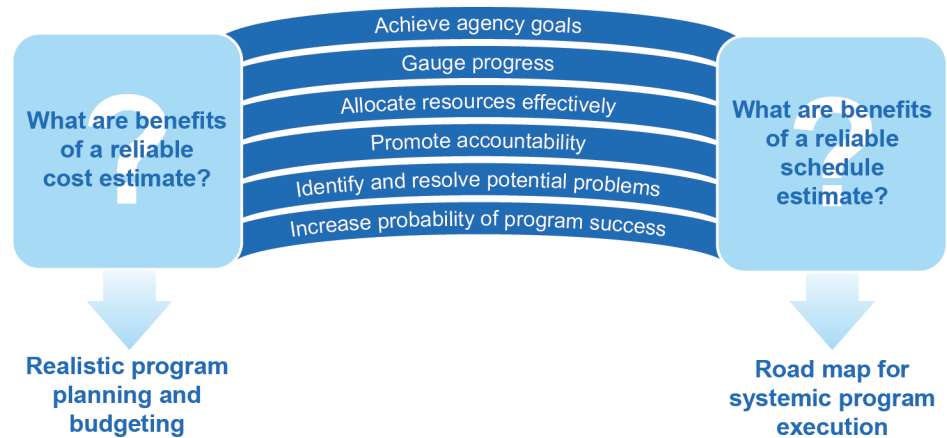 Achieve agency goals
Gauge progress
Allocate resources effectively
Promote accountability
Identify and resolve potential problems
Increase probability of program success
?
What are benefits
of a reliable
cost estimate?
?
What are benefits
of a reliable
schedule
estimate?
Realistic program
planning and
budgeting
Road map for
systemic program
execution